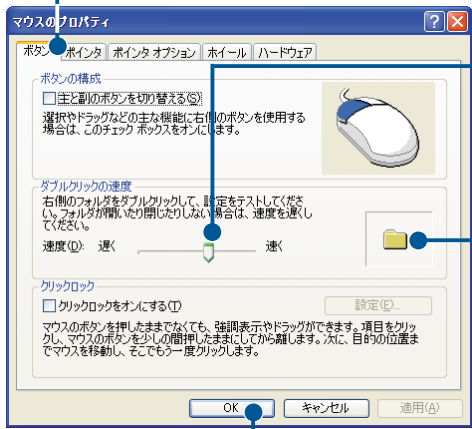 マウスのプロパティ
ボタン ポインタ ポインタ オプション ホイール ハードウェア
ボタンの構成
主と副のボタンを切り替える(S)
選択やドラッグなどの主な機能に右側のボタンを使用する
場合は、このチェック ボックスをオンにします。
ダブルクリックの速度
右側のフォルダをダブルクリックして、設定をテストしてくださ
い。フォルダが開いたり閉じたりしない場合は、速度を遅くし
てください。
速度(D): 遅く 速く
クリックロック
クリックロックをオンにする(T) 設定(E)...
マウスのボタンを押したままでなくても、強調表示やドラッグができます。項目をクリッ
クし、マウスのボタンを少しの間押したままにしてから離します。次に、目的の位置ま
でマウスを移動し、そこでもう一度クリックします。
OK キャンセル 適用(A)